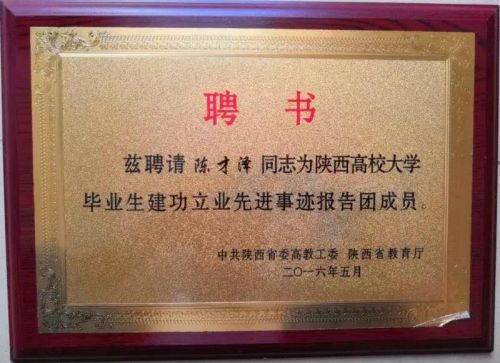 聘书
兹聘请 陈才泽 同志为陕西高校大学
毕业生建功立业先进事迹报告团成员。
中共陕西省委高教工委 陕西省教育厅
二〇一六年五月